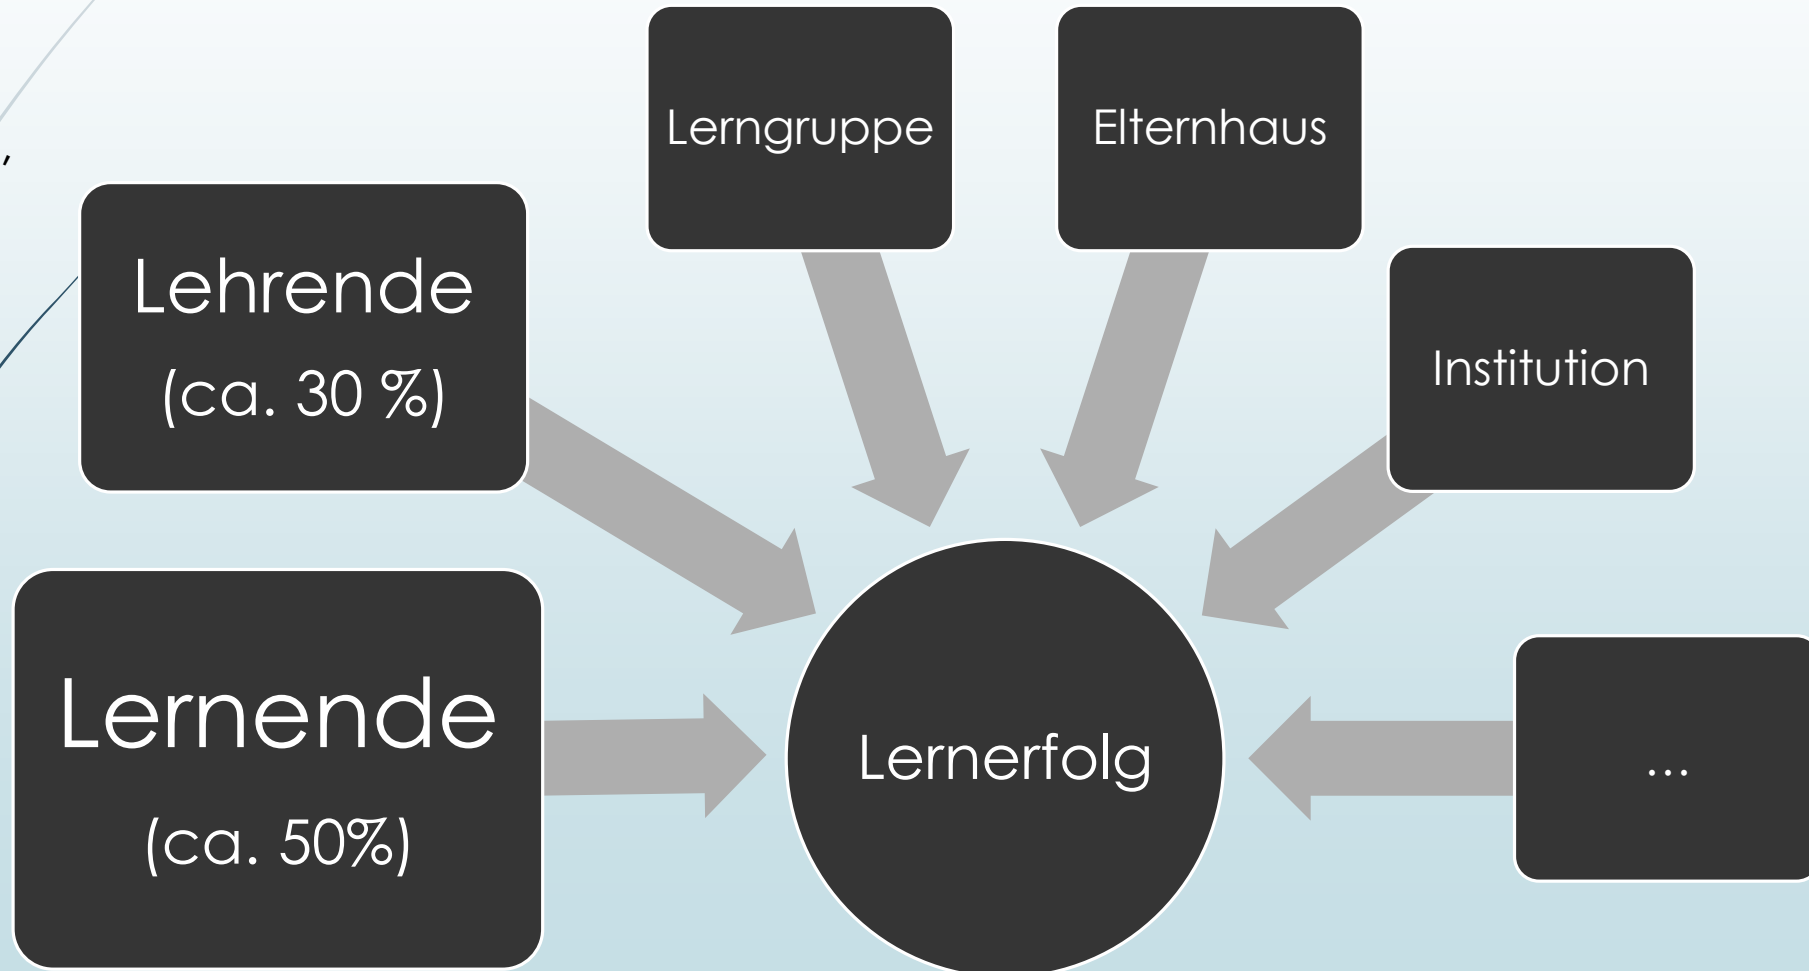 Lerngruppe
Elternhaus
,
Lehrende
(ca. 30 %)
Institution
Lernende
(ca. 50%)
Lernerfolg
...